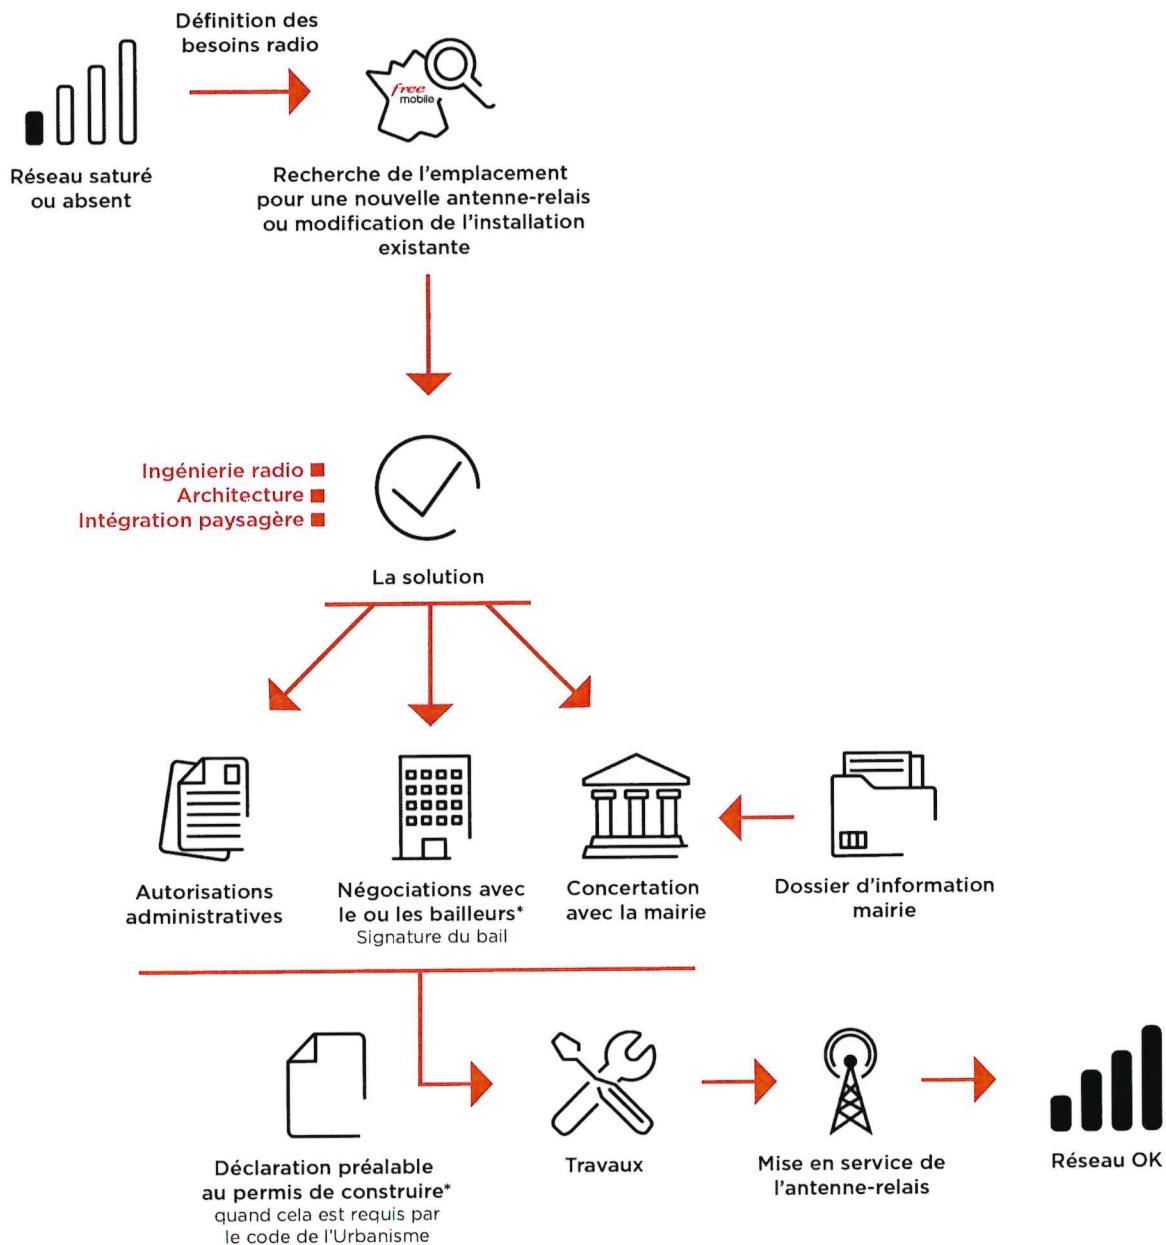 Définition des
besoins radio
free
mobile
Réseau saturé
ou absent
Recherche de l'emplacement
pour une nouvelle antenne-relais
ou modification de l'installation
existante
Ingénierie radio
Architecture
Intégration paysagère
La solution
Autorisations
administratives
Négociations avec
le ou les bailleurs*
Signature du bail
Concertation
avec la mairie
Dossier d'information
mairie
Déclaration préalable
au permis de construire*
quand cela est requis par
le code de l'Urbanisme
Travaux
Mise en service de
l'antenne-relais
Réseau OK